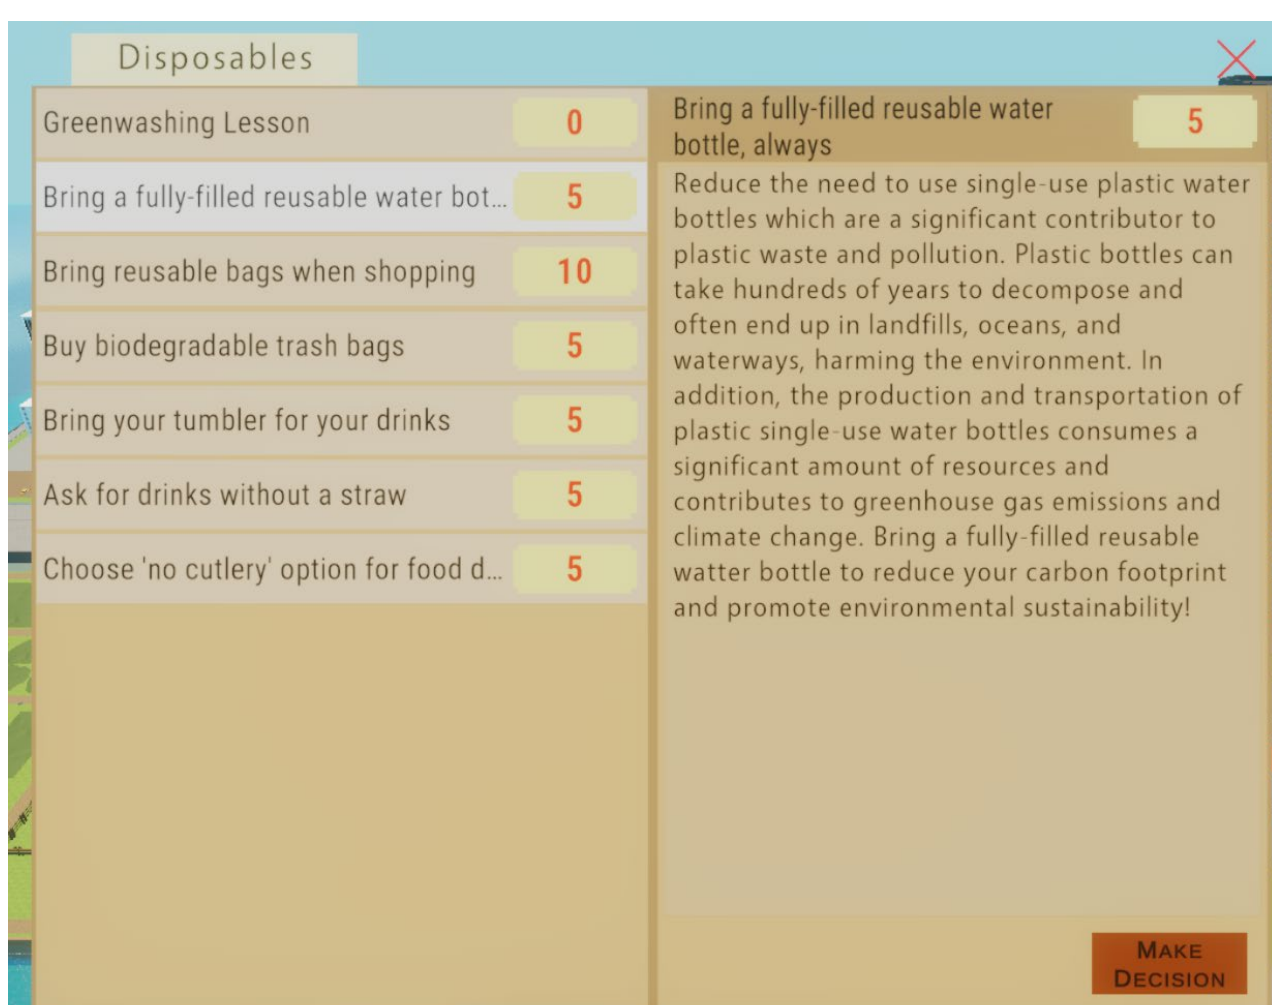 Disposables
Greenwashing Lesson 0
Bring a fully-filled reusable water bot... 5
Bring reusable bags when shopping 10
Buy biodegradable trash bags 5
Bring your tumbler for your drinks 5
Ask for drinks without a straw 5
Choose 'no cutlery' option for food d... 5
Bring a fully-filled reusable water
bottle, always
5
Reduce the need to use single-use plastic water
bottles which are a significant contributor to
plastic waste and pollution. Plastic bottles can
take hundreds of years to decompose and
often end up in landfills, oceans, and
waterways, harming the environment. In
addition, the production and transportation of
plastic single-use water bottles consumes a
significant amount of resources and
contributes to greenhouse gas emissions and
climate change. Bring a fully-filled reusable
watter bottle to reduce your carbon footprint
and promote environmental sustainability!
MAKE
DECISION